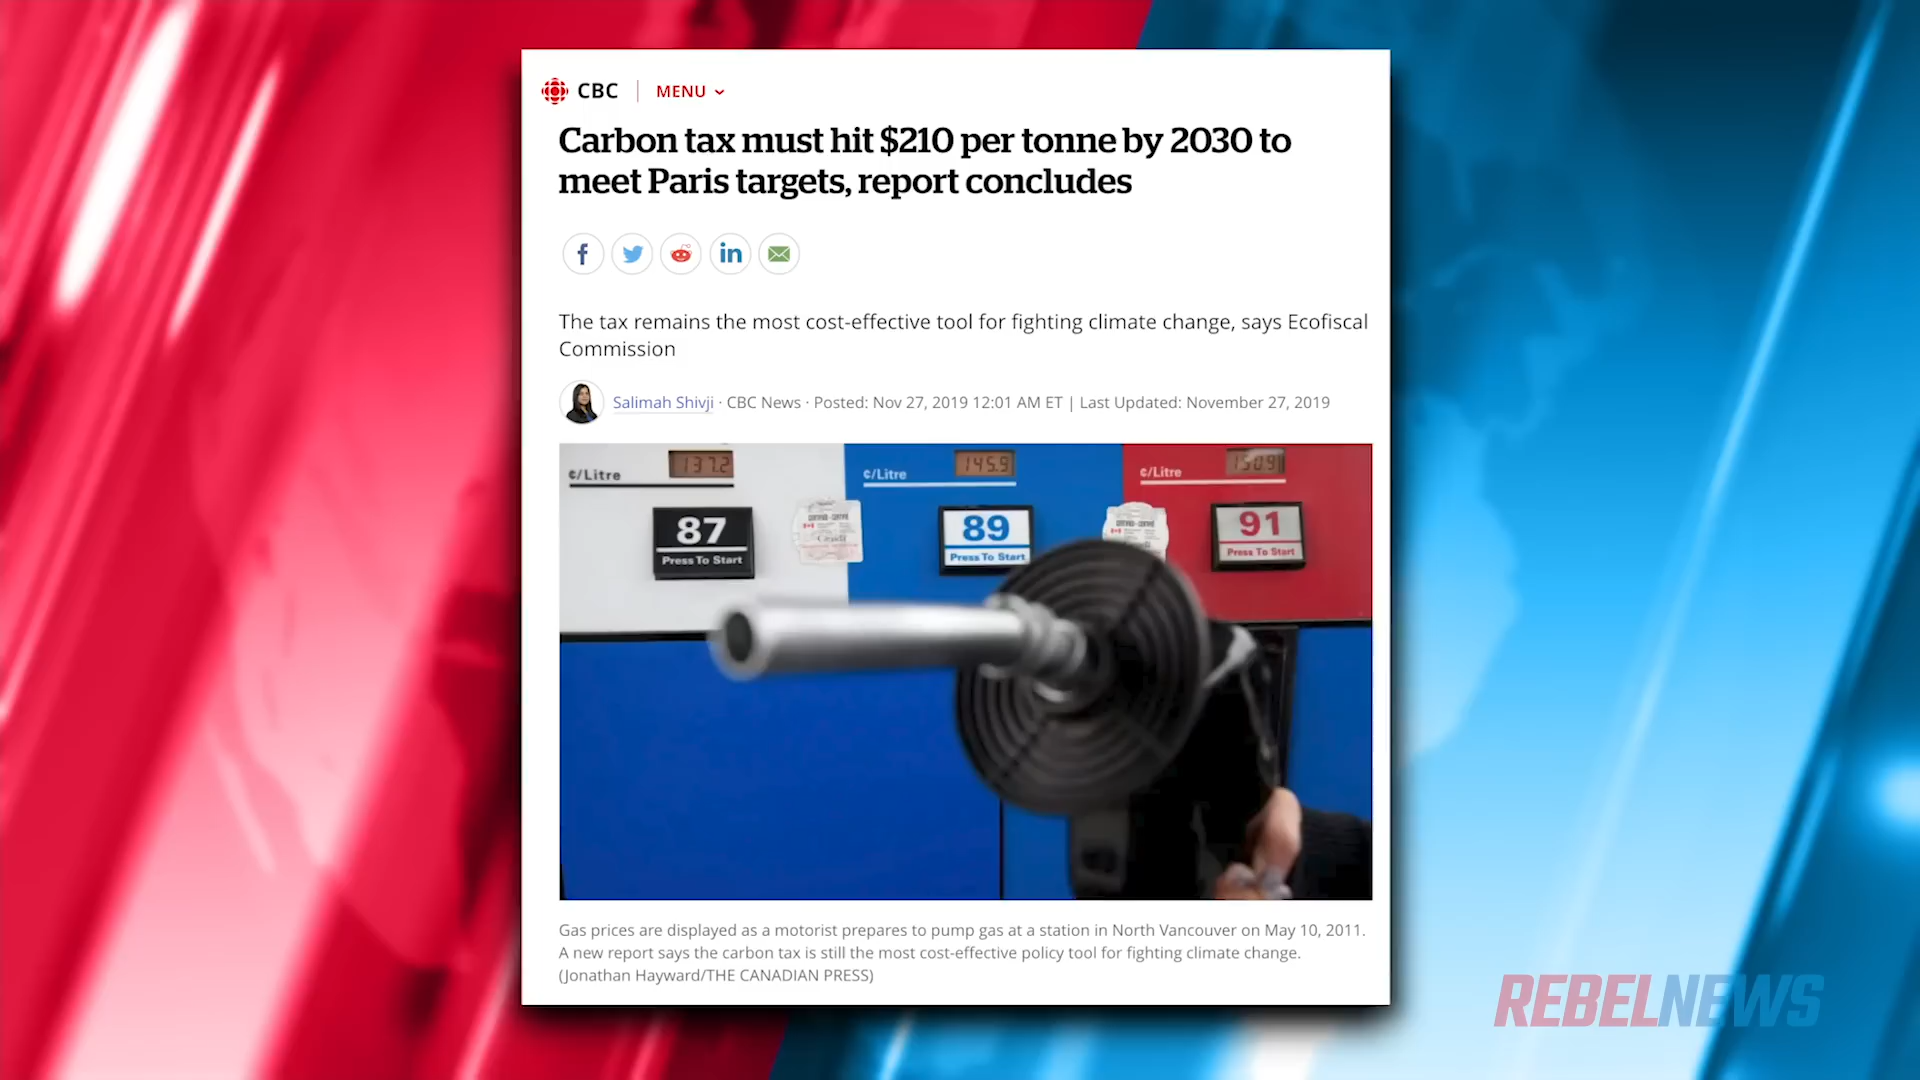 CBC
MENU
Carbon tax must hit $210 per tonne by 2030 to
meet Paris targets, report concludes
The tax remains the most cost-effective tool for fighting climate change, says Ecofiscal
Commission
Salimah Shivji · CBC News · Posted: Nov 27, 2019 12:01 AM ET | Last Updated: November 27, 2019
¢/Litre 137.2
¢/Litre 145.9
¢/Litre 150.9
87
Press To Start
89
Press To Start
91
Press To Start
Gas prices are displayed as a motorist prepares to pump gas at a station in North Vancouver on May 10, 2011.
A new report says the carbon tax is still the most cost-effective policy tool for fighting climate change.
(Jonathan Hayward/THE CANADIAN PRESS)
REBELNEWS